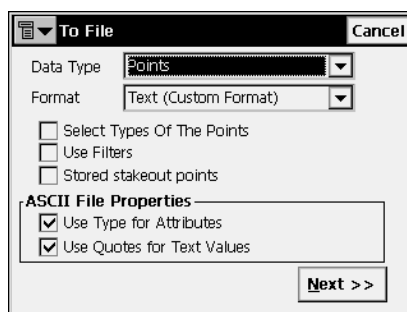 To File Cancel
Data Type Points
Format Text (Custom Format)
Select Types Of The Points
Use Filters
Stored stakeout points
ASCII File Properties
Use Type for Attributes
Use Quotes for Text Values
Next >>